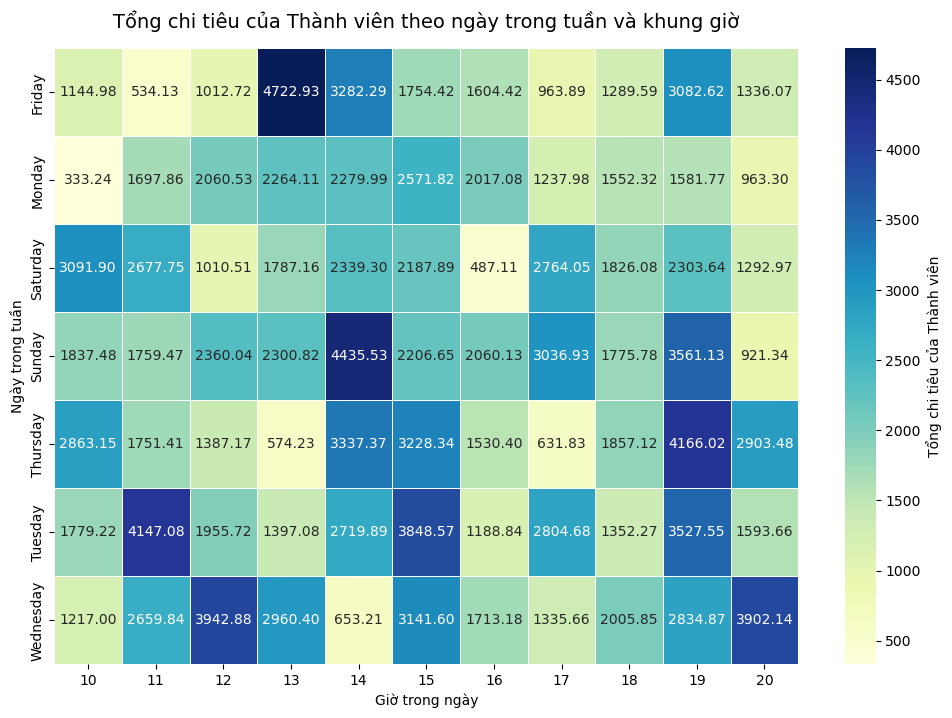 Tổng chi tiêu của Thành viên theo ngày trong tuần và khung giờ
Ngày trong tuần
Friday 1144.98 534.13 1012.72 4722.93 3282.29 1754.42 1604.42 963.89 1289.59 3082.62 1336.07
Monday 333.24 1697.86 2060.53 2264.11 2279.99 2571.82 2017.08 1237.98 1552.32 1581.77 963.30
Saturday 3091.90 2677.75 1010.51 1787.16 2339.30 2187.89 487.11 2764.05 1826.08 2303.64 1292.97
Sunday 1837.48 1759.47 2360.04 2300.82 4435.53 2206.65 2060.13 3036.93 1775.78 3561.13 921.34
Thursday 2863.15 1751.41 1387.17 574.23 3337.37 3228.34 1530.40 631.83 1857.12 4166.02 2903.48
Tuesday 1779.22 4147.08 1955.72 1397.08 2719.89 3848.57 1188.84 2804.68 1352.27 3527.55 1593.66
Wednesday 1217.00 2659.84 3942.88 2960.40 653.21 3141.60 1713.18 1335.66 2005.85 2834.87 3902.14
10 11 12 13 14 15 16 17 18 19 20
Giờ trong ngày
4500
4000
3500
3000
2500
2000
1500
1000
500
Tổng chi tiêu của Thành viên